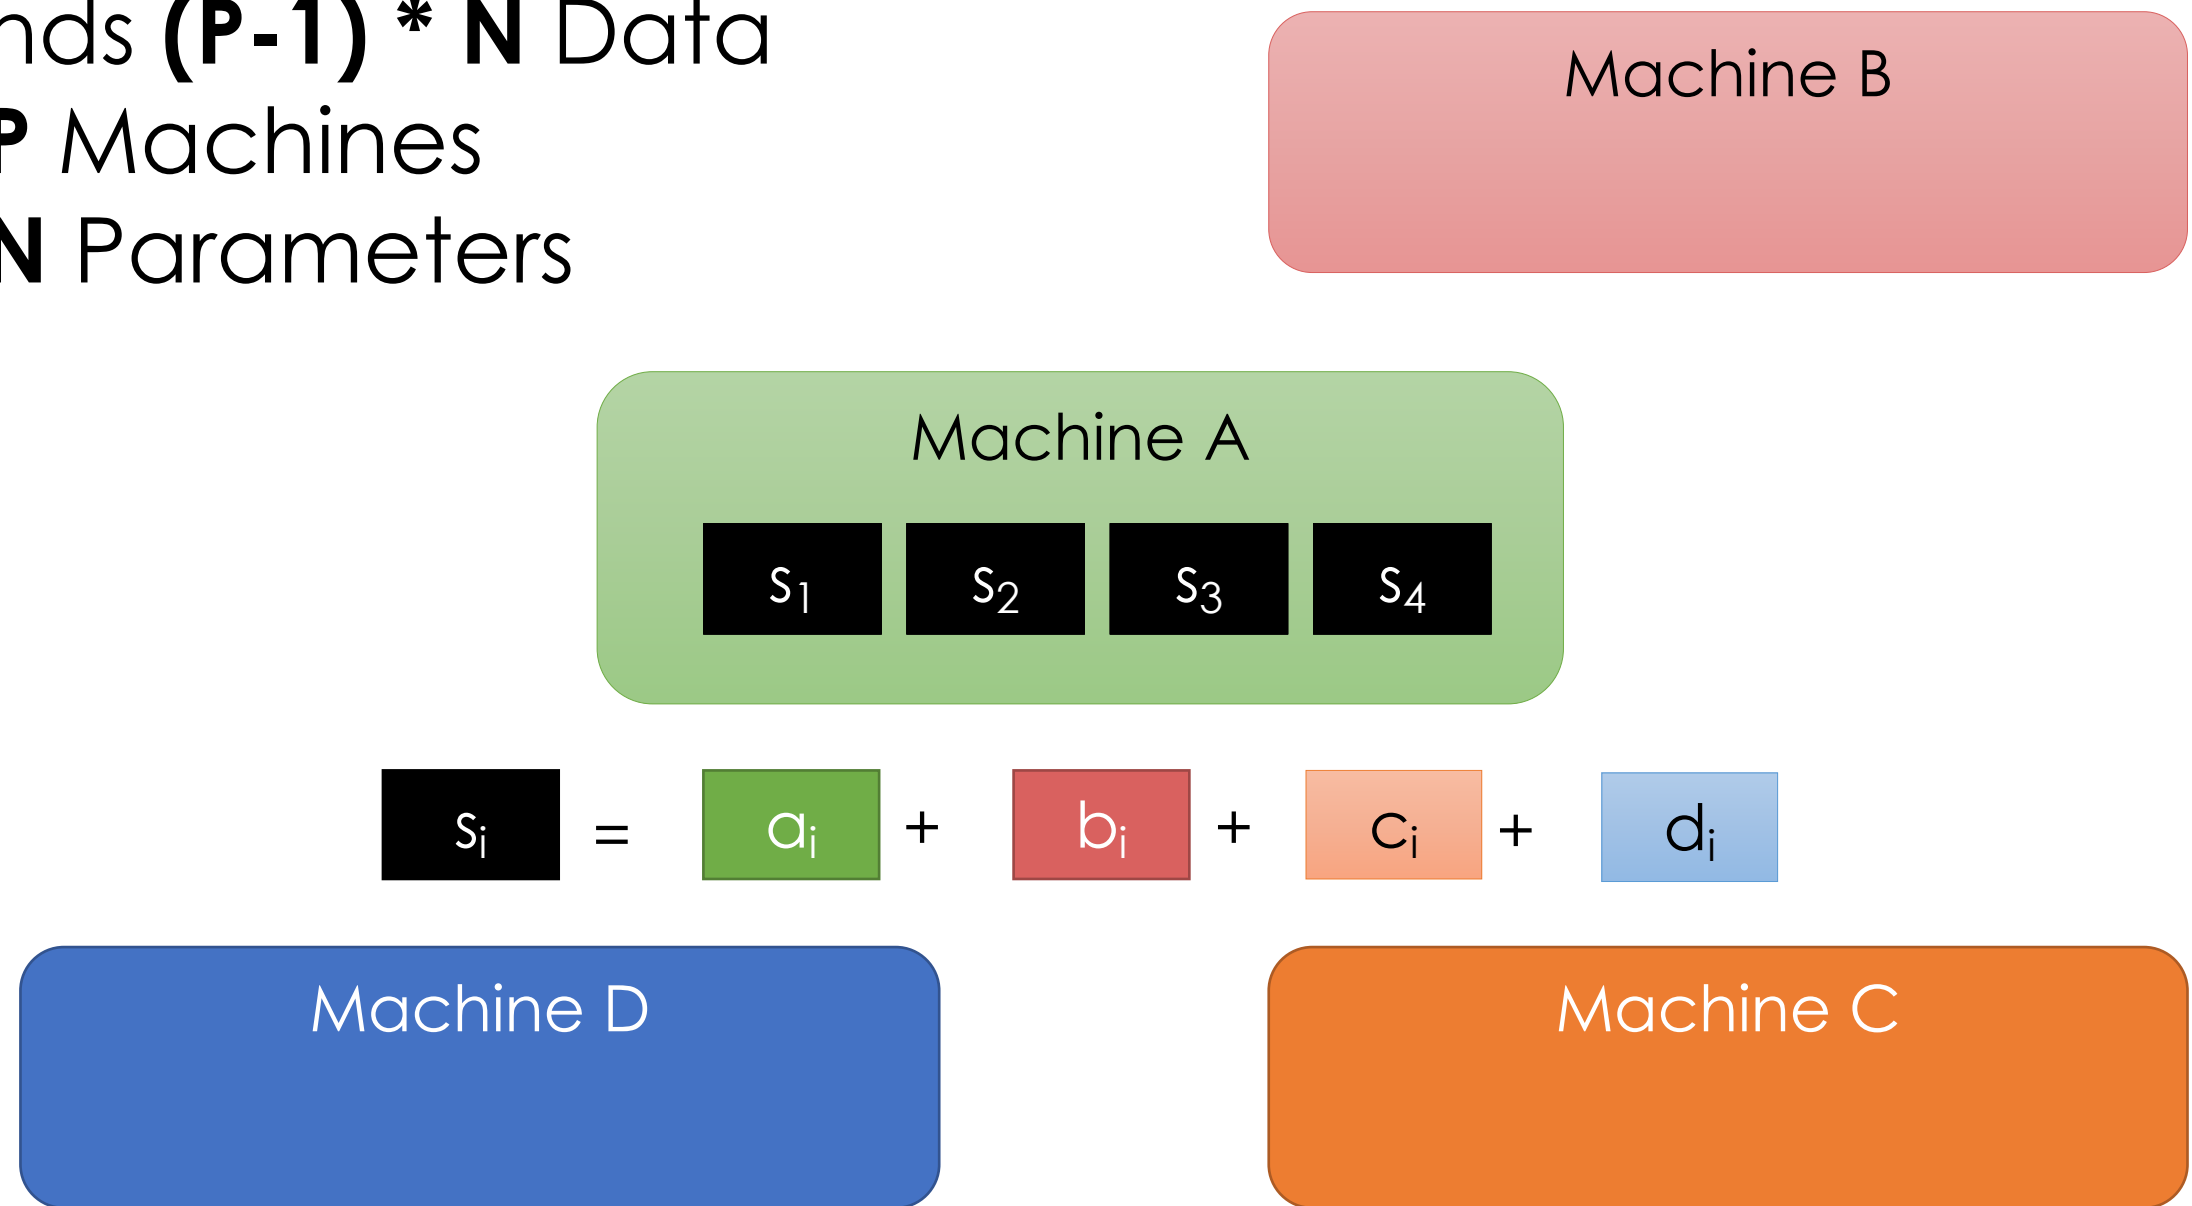 nds (P-1) * N Data
P Machines
N Parameters
Machine B
Machine A
s₁ s₂ s₃ s₄
sᵢ = aᵢ + bᵢ + cᵢ + dᵢ
Machine D
Machine C